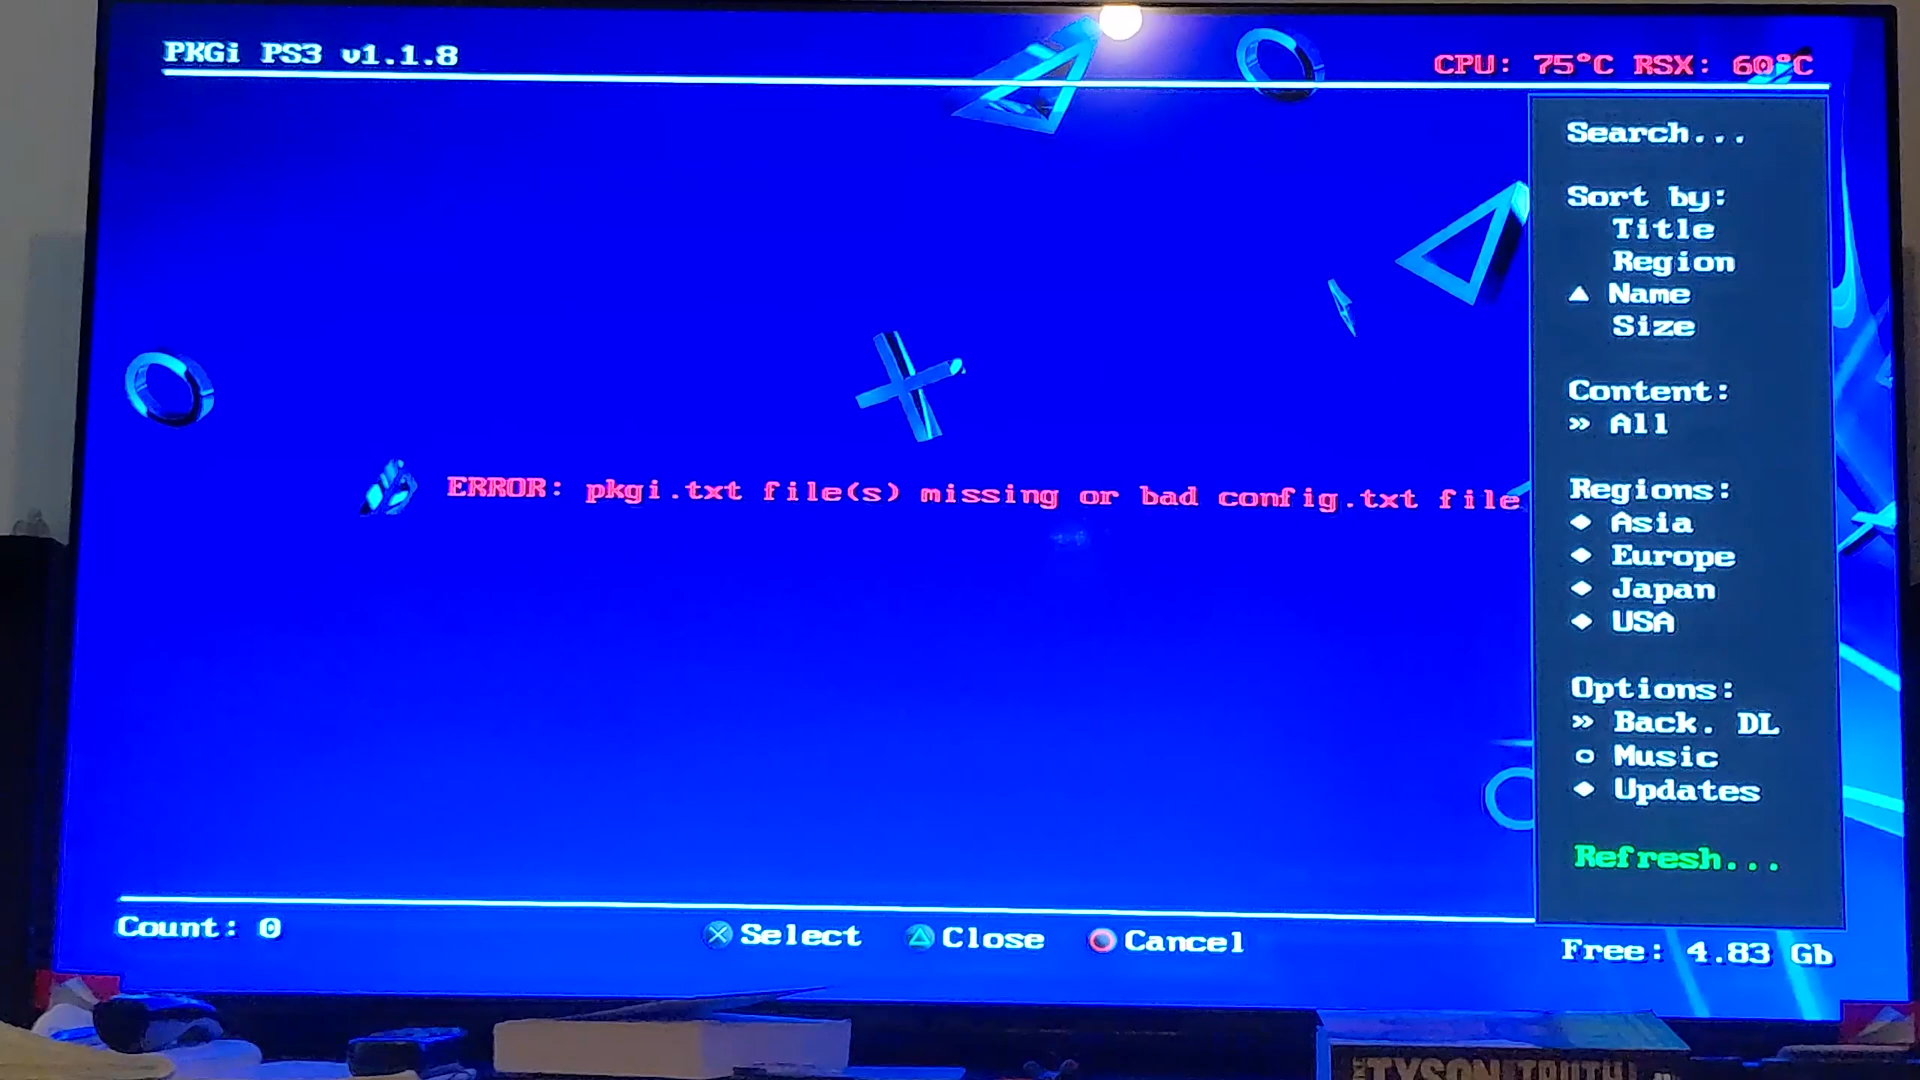 PKGi PS3 v1.1.8
CPU: 75°C RSX: 60°C
Search...
Sort by:
Title
Region
▲ Name
Size
Content:
» All
ERROR: pkgi.txt file(s) missing or bad config.txt file
Regions:
◆ Asia
◆ Europe
◆ Japan
◆ USA
Options:
» Back. DL
○ Music
◆ Updates
Refresh...
Count: 0
Select Close Cancel
Free: 4.83 Gb
TYSON TRUTH